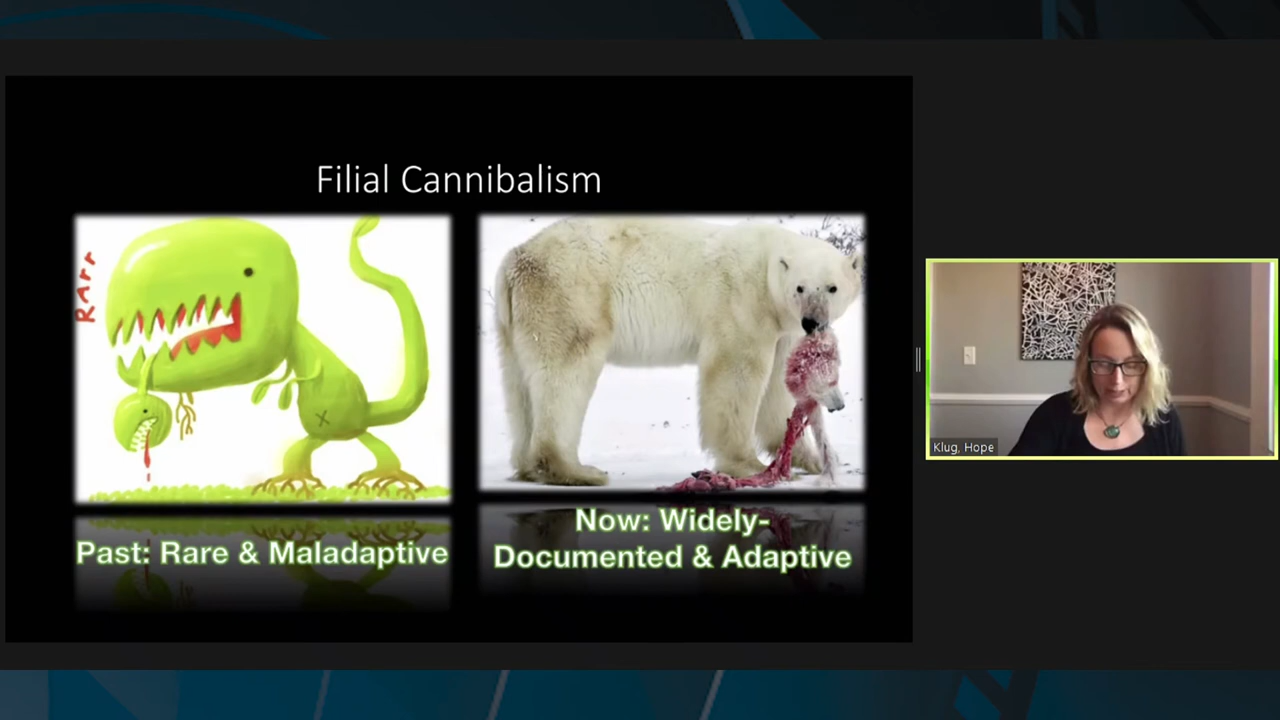 Filial Cannibalism
RArr
Past: Rare & Maladaptive
Now: Widely-
Documented & Adaptive
Klug, Hope